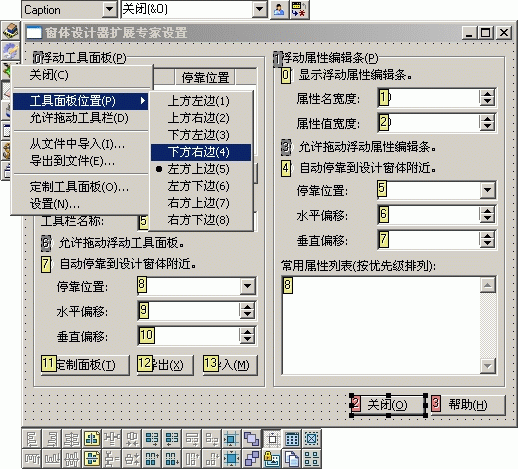 Caption 关闭(&O)
窗体设计器扩展专家设置
浮动工具面板(P)
关闭(C)
工具面板位置(P)
允许拖动工具栏(D)
从文件中导入(I)...
导出到文件(E)...
定制工具面板(O)...
设置(N)...
停靠位置
上方左边(1)
上方右边(2)
下方左边(3)
下方右边(4)
左方上边(5)
左方下边(6)
右方上边(7)
右方下边(8)
工具栏名称: 5
6 允许拖动浮动工具面板。
7 自动停靠到设计窗体附近。
停靠位置: 8
水平偏移: 9
垂直偏移: 10
11 定制面板(T) 12 导出(X) 13 导入(M)
浮动属性编辑条(P)
0 显示浮动属性编辑条。
属性名宽度: 1
属性值宽度: 2
3 允许拖动浮动属性编辑条。
4 自动停靠到设计窗体附近。
停靠位置: 5
水平偏移: 6
垂直偏移: 7
常用属性列表(按优先级排列):
8
2 关闭(O) 3 帮助(H)